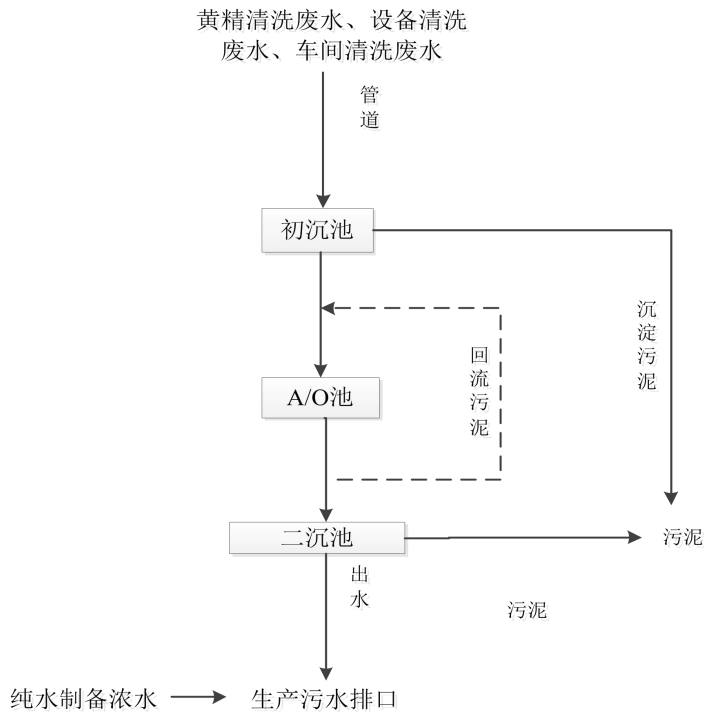 黄精清洗废水、设备清洗
废水、车间清洗废水
管道
初沉池
沉淀污泥
回流污泥
A/O池
二沉池
污泥
出水
污泥
纯水制备浓水
生产污水排口